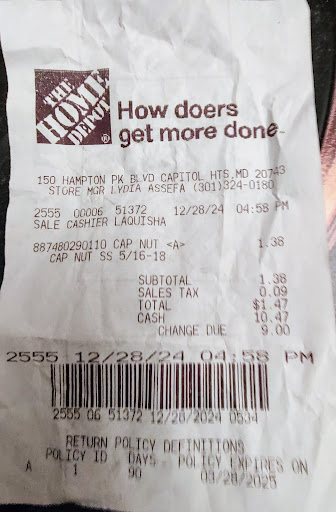 THE
HOME
DEPOT
®
How doers
get more done
150 HAMPTON PK BLVD CAPITOL HTS,MD 20743
STORE MGR LYDIA ASSEFA (301)324-0180
2555 00006 51372 12/28/24 04:58 PM
SALE CASHIER LAQUISHA
887480290110 CAP NUT <A> 1.38
CAP NUT SS 5/16-18
SUBTOTAL 1.38
SALES TAX 0.09
TOTAL $1.47
CASH 10.47
CHANGE DUE 9.00
2555 12/28/24 04:58 PM
2555 06 51372 12/28/2024 0534
RETURN POLICY DEFINITIONS
POLICY ID DAYS POLICY EXPIRES ON
A 1 90 03/28/2025